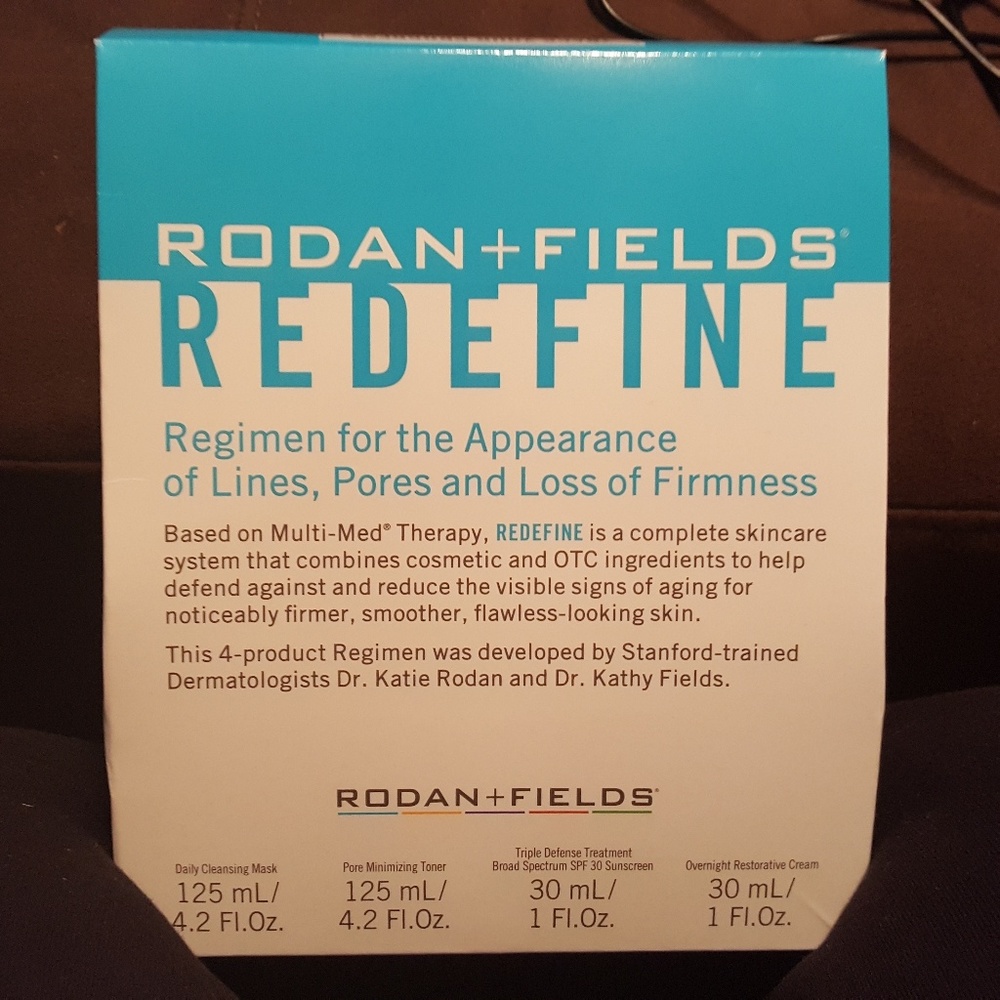 RODAN+FIELDS®
REDEFINE
Regimen for the Appearance
of Lines, Pores and Loss of Firmness
Based on Multi-Med® Therapy, REDEFINE is a complete skincare
system that combines cosmetic and OTC ingredients to help
defend against and reduce the visible signs of aging for
noticeably firmer, smoother, flawless-looking skin.
This 4-product Regimen was developed by Stanford-trained
Dermatologists Dr. Katie Rodan and Dr. Kathy Fields.
RODAN+FIELDS®
Daily Cleansing Mask
125 mL/
4.2 Fl.Oz.
Pore Minimizing Toner
125 mL/
4.2 Fl.Oz.
Triple Defense Treatment
Broad Spectrum SPF 30 Sunscreen
30 mL/
1 Fl.Oz.
Overnight Restorative Cream
30 mL/
1 Fl.Oz.